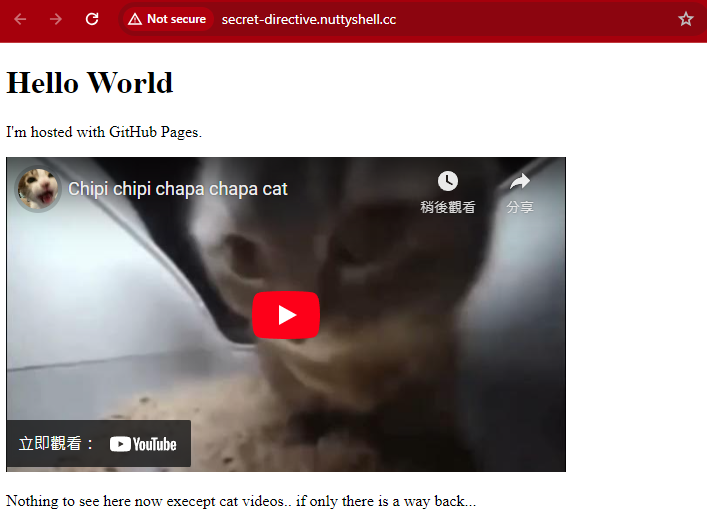 Not secure
secret-directive.nuttyshell.cc
Hello World
I'm hosted with GitHub Pages.
Chipi chipi chapa chapa cat
稍後觀看
分享
立即觀看：
YouTube
Nothing to see here now execept cat videos.. if only there is a way back...